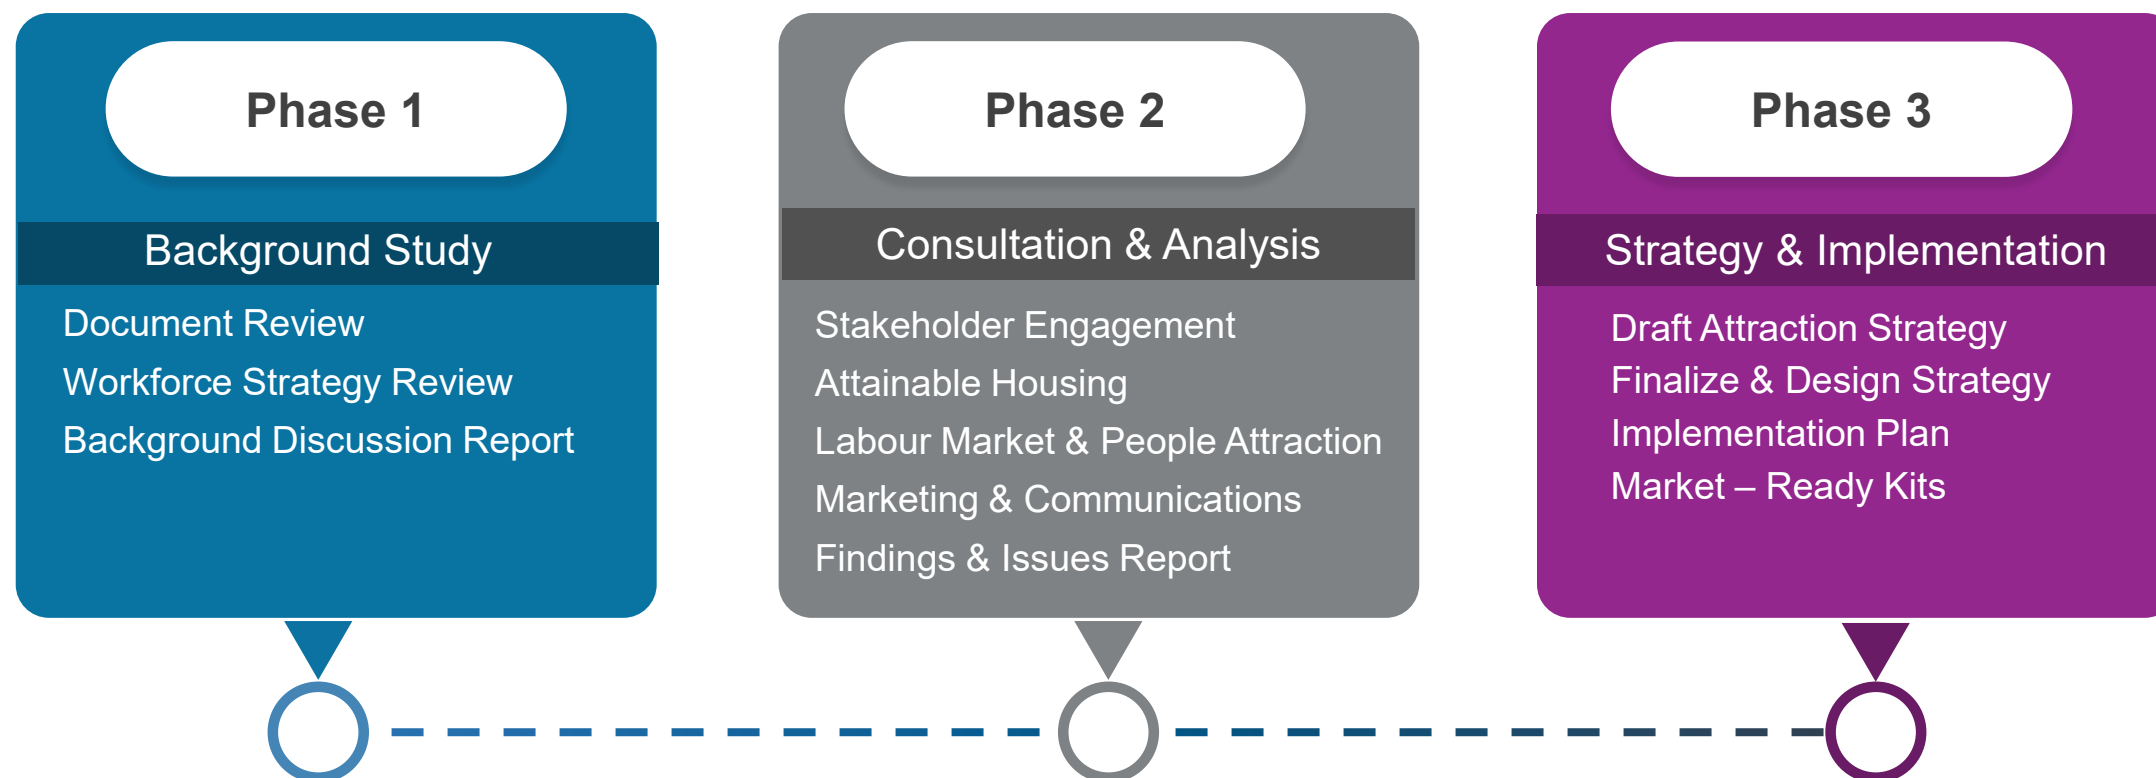 Phase 1
Background Study
Document Review
Workforce Strategy Review
Background Discussion Report
Phase 2
Consultation & Analysis
Stakeholder Engagement
Attainable Housing
Labour Market & People Attraction
Marketing & Communications
Findings & Issues Report
Phase 3
Strategy & Implementation
Draft Attraction Strategy
Finalize & Design Strategy
Implementation Plan
Market – Ready Kits